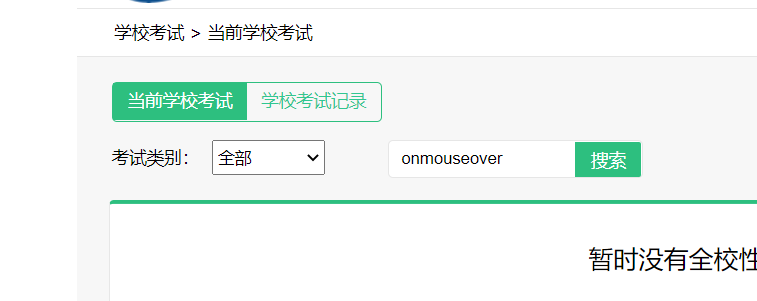 学校考试 > 当前学校考试
当前学校考试 学校考试记录
考试类别： 全部 onmouseover 搜索
暂时没有全校性